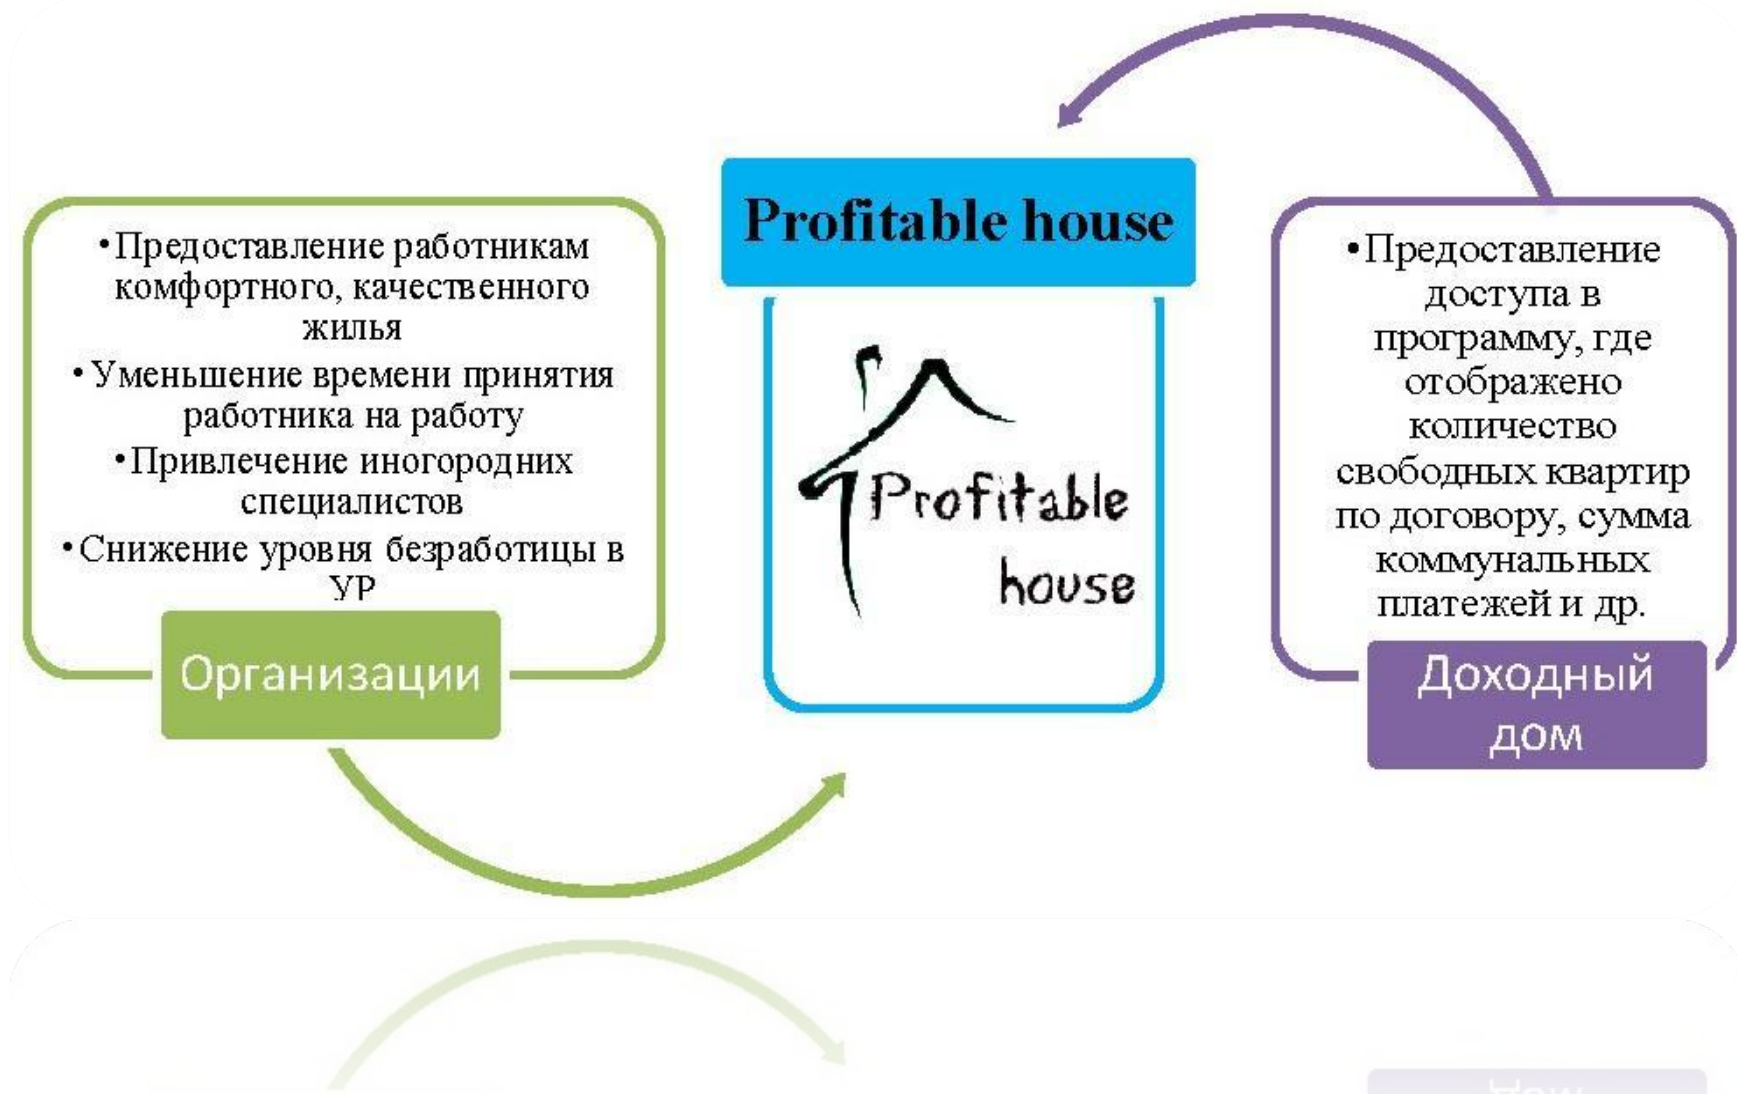 •Предоставление работникам
комфортного, качественного
жилья
•Уменьшение времени принятия
работника на работу
•Привлечение иногородних
специалистов
•Снижение уровня безработицы в
УР
Организации
Profitable house
Profitable
house
•Предоставление
доступа в
программу, где
отображено
количество
свободных квартир
по договору, сумма
коммунальных
платежей и др.
Доходный
дом